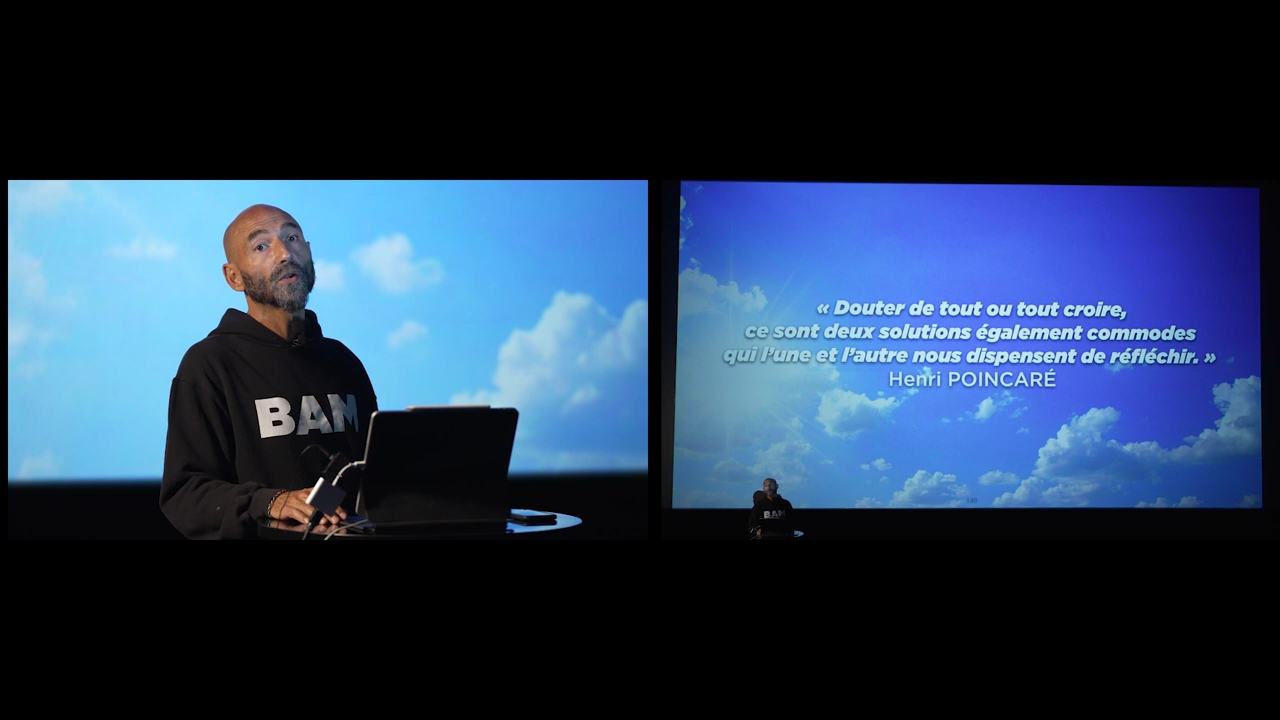 BAM
« Douter de tout ou tout croire,
ce sont deux solutions également commodes
qui l’une et l’autre nous dispensent de réfléchir. »
Henri POINCARÉ
BAM